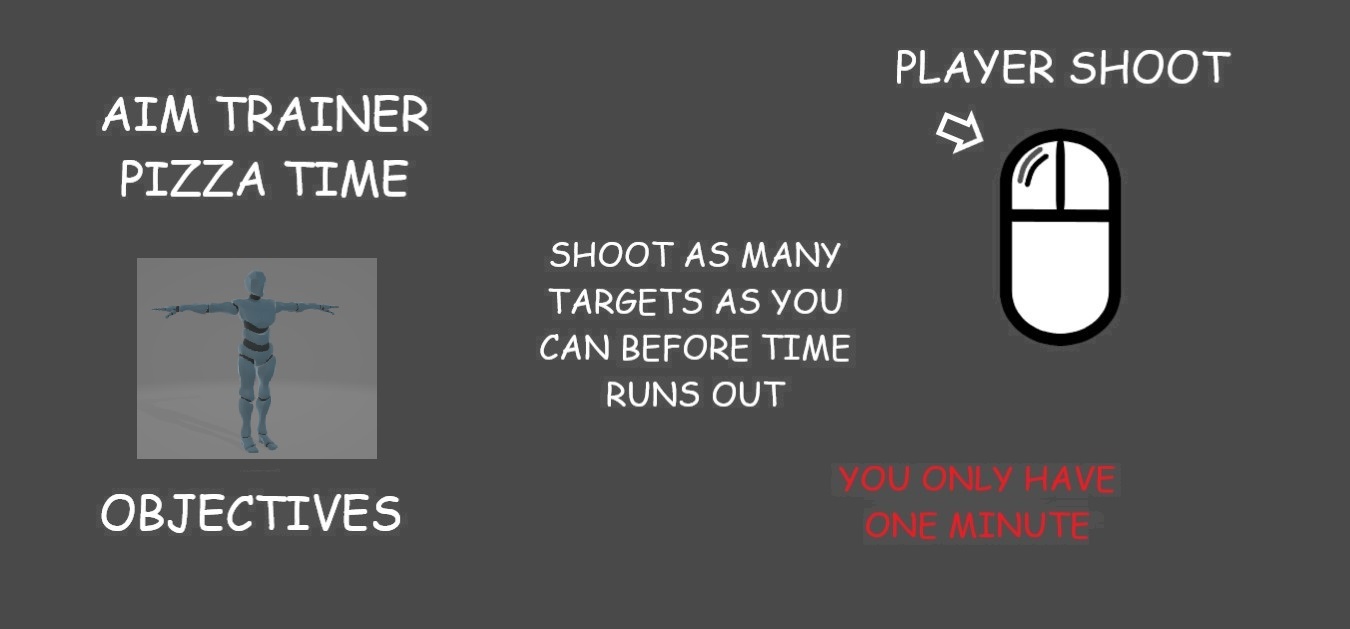 AIM TRAINER
PIZZA TIME
OBJECTIVES
SHOOT AS MANY
TARGETS AS YOU
CAN BEFORE TIME
RUNS OUT
PLAYER SHOOT
YOU ONLY HAVE
ONE MINUTE